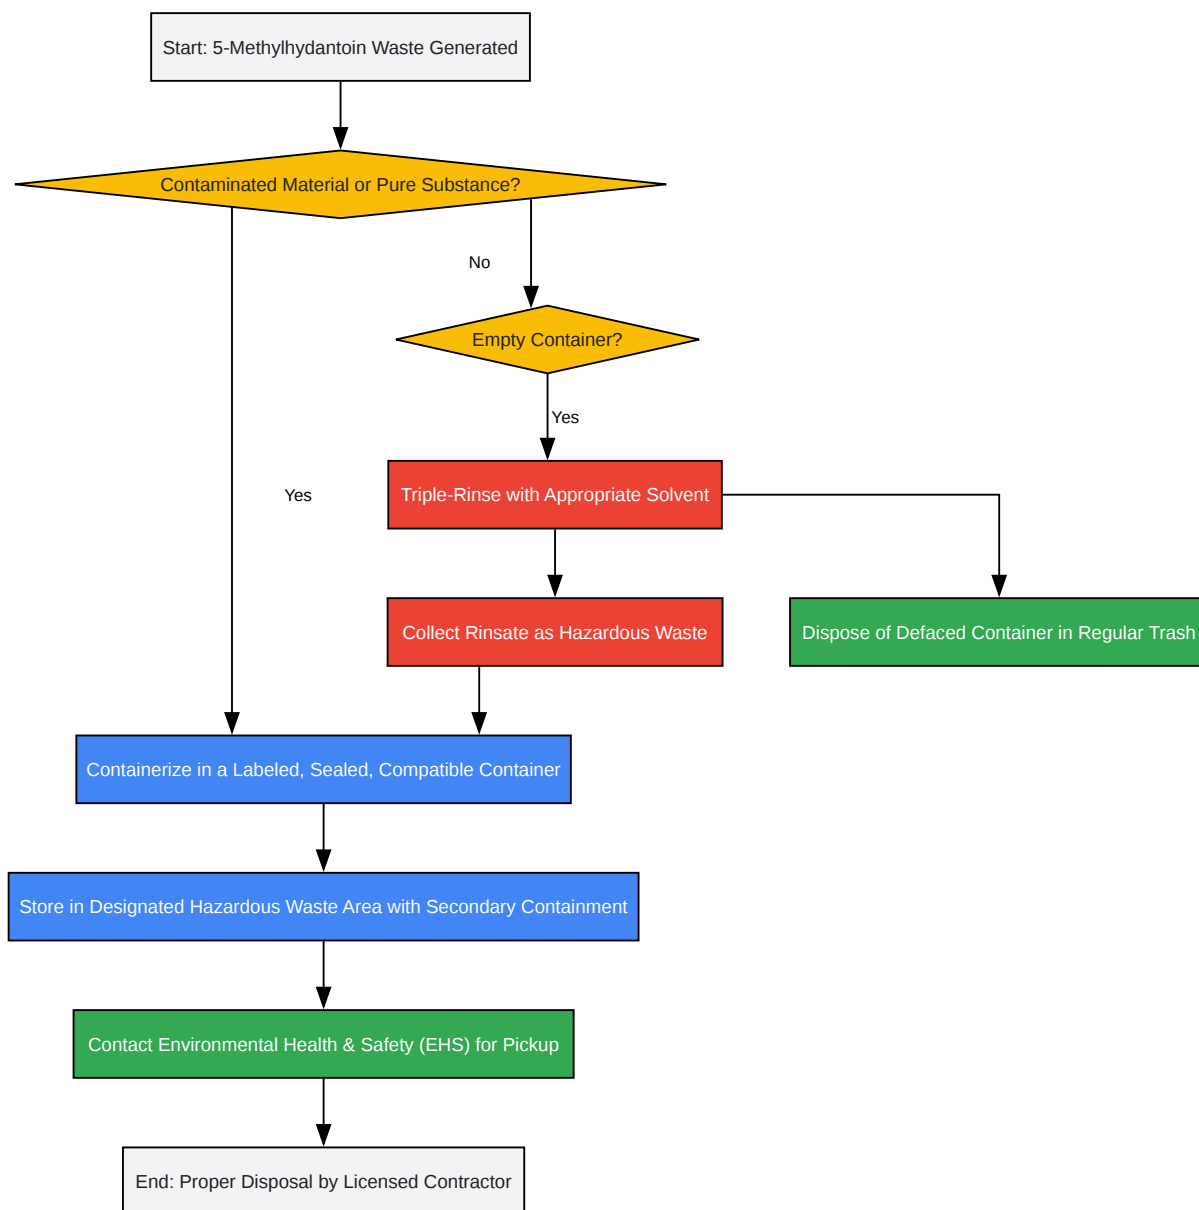 Start: 5-Methylhydantoin Waste Generated
Contaminated Material or Pure Substance?
No
Empty Container?
Yes
Yes
Triple-Rinse with Appropriate Solvent
Collect Rinsate as Hazardous Waste
Dispose of Defaced Container in Regular Trash
Containerize in a Labeled, Sealed, Compatible Container
Store in Designated Hazardous Waste Area with Secondary Containment
Contact Environmental Health & Safety (EHS) for Pickup
End: Proper Disposal by Licensed Contractor